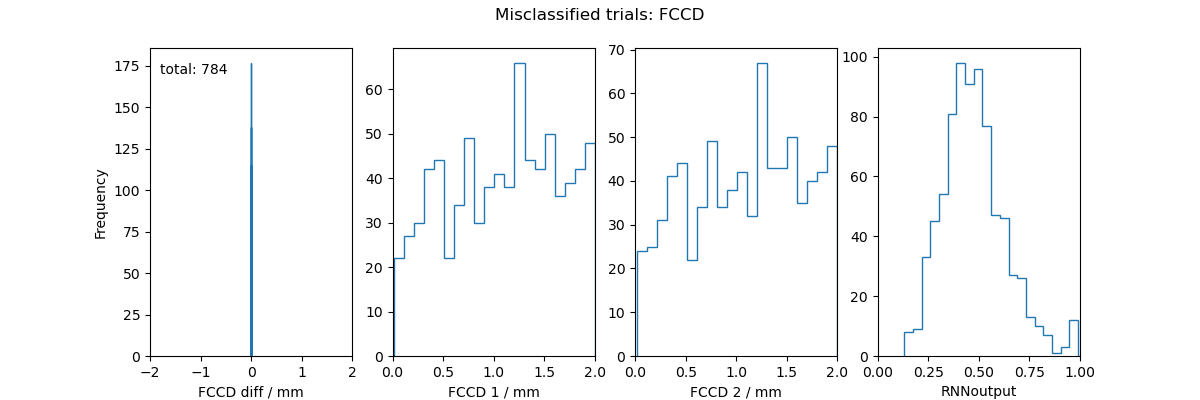 Misclassified trials: FCCD
total: 784
Frequency
175
150
125
100
75
50
25
0
−2 −1 0 1 2
FCCD diff / mm
60
50
40
30
20
10
0
0.0 0.5 1.0 1.5 2.0
FCCD 1 / mm
70
60
50
40
30
20
10
0
0.0 0.5 1.0 1.5 2.0
FCCD 2 / mm
100
80
60
40
20
0
0.00 0.25 0.50 0.75 1.00
RNNoutput